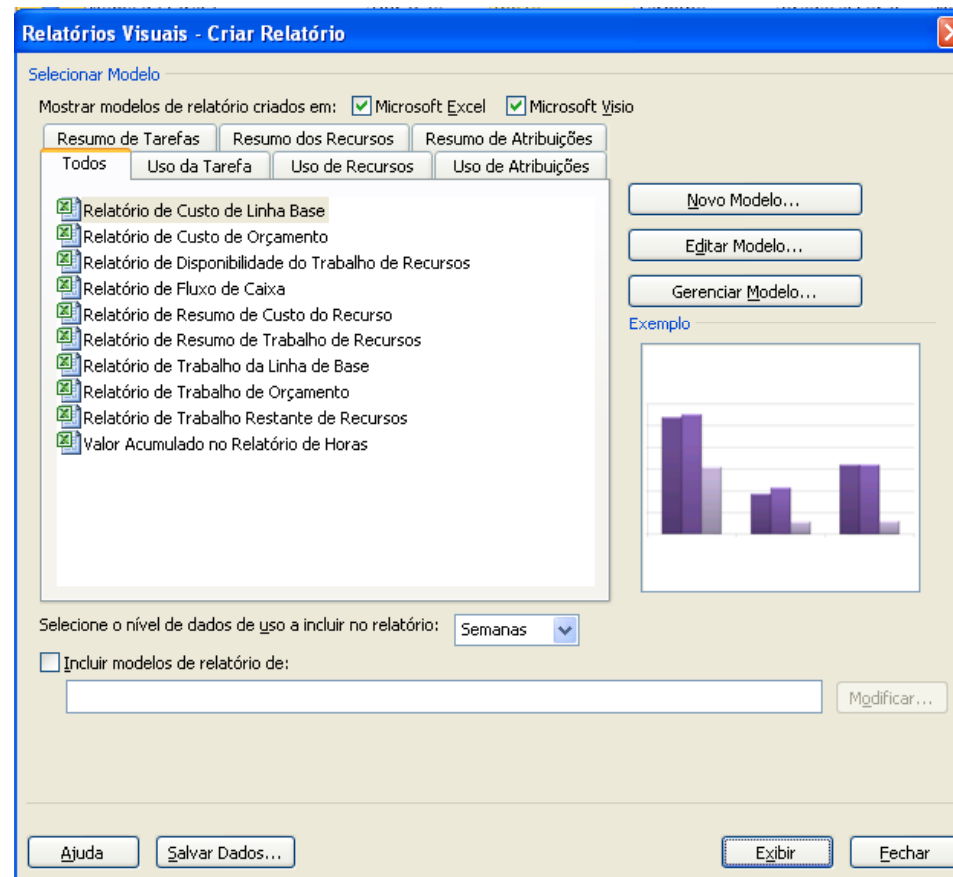 Relatórios Visuais - Criar Relatório
Selecionar Modelo
Mostrar modelos de relatório criados em: Microsoft Excel Microsoft Visio
Resumo de Tarefas Resumo dos Recursos Resumo de Atribuições
Todos Uso da Tarefa Uso de Recursos Uso de Atribuições
Relatório de Custo de Linha Base
Relatório de Custo de Orçamento
Relatório de Disponibilidade do Trabalho de Recursos
Relatório de Fluxo de Caixa
Relatório de Resumo de Custo do Recurso
Relatório de Resumo de Trabalho de Recursos
Relatório de Trabalho da Linha de Base
Relatório de Trabalho de Orçamento
Relatório de Trabalho Restante de Recursos
Valor Acumulado no Relatório de Horas
Novo Modelo...
Editar Modelo...
Gerenciar Modelo...
Exemplo
Selecione o nível de dados de uso a incluir no relatório: Semanas
Incluir modelos de relatório de:
Modificar...
Ajuda Salvar Dados... Exibir Fechar